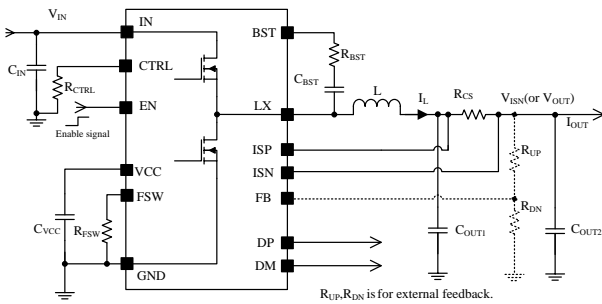 V_IN
IN
BST
R_BST
C_BST
C_IN
R_CTRL
CTRL
EN
Enable signal
LX
L
I_L
R_CS
V_ISN(or V_OUT)
I_OUT
ISP
ISN
FB
R_UP
R_DN
VCC
FSW
C_VCC
R_FSW
GND
DP
DM
C_OUT1
C_OUT2
R_UP,R_DN is for external feedback.